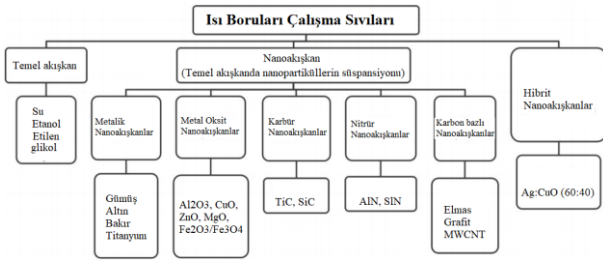 Isı Boruları Çalışma Sıvıları
Temel akışkan
Nanoakışkan
(Temel akışkanda nanopartiküllerin süspansiyonu)
Hibrit
Nanoakışkanlar
Su
Etanol
Etilen
glikol
Metalik
Nanoakışkanlar
Metal Oksit
Nanoakışkanlar
Karbür
Nanoakışkanlar
Nitrür
Nanoakışkanlar
Karbon bazlı
Nanoakışkanlar
Gümüş
Altın
Bakır
Titanyum
Al2O3, CuO,
ZnO, MgO,
Fe2O3/Fe3O4
TiC, SiC
AlN, SlN
Elmas
Grafit
MWCNT
Ag:CuO (60:40)